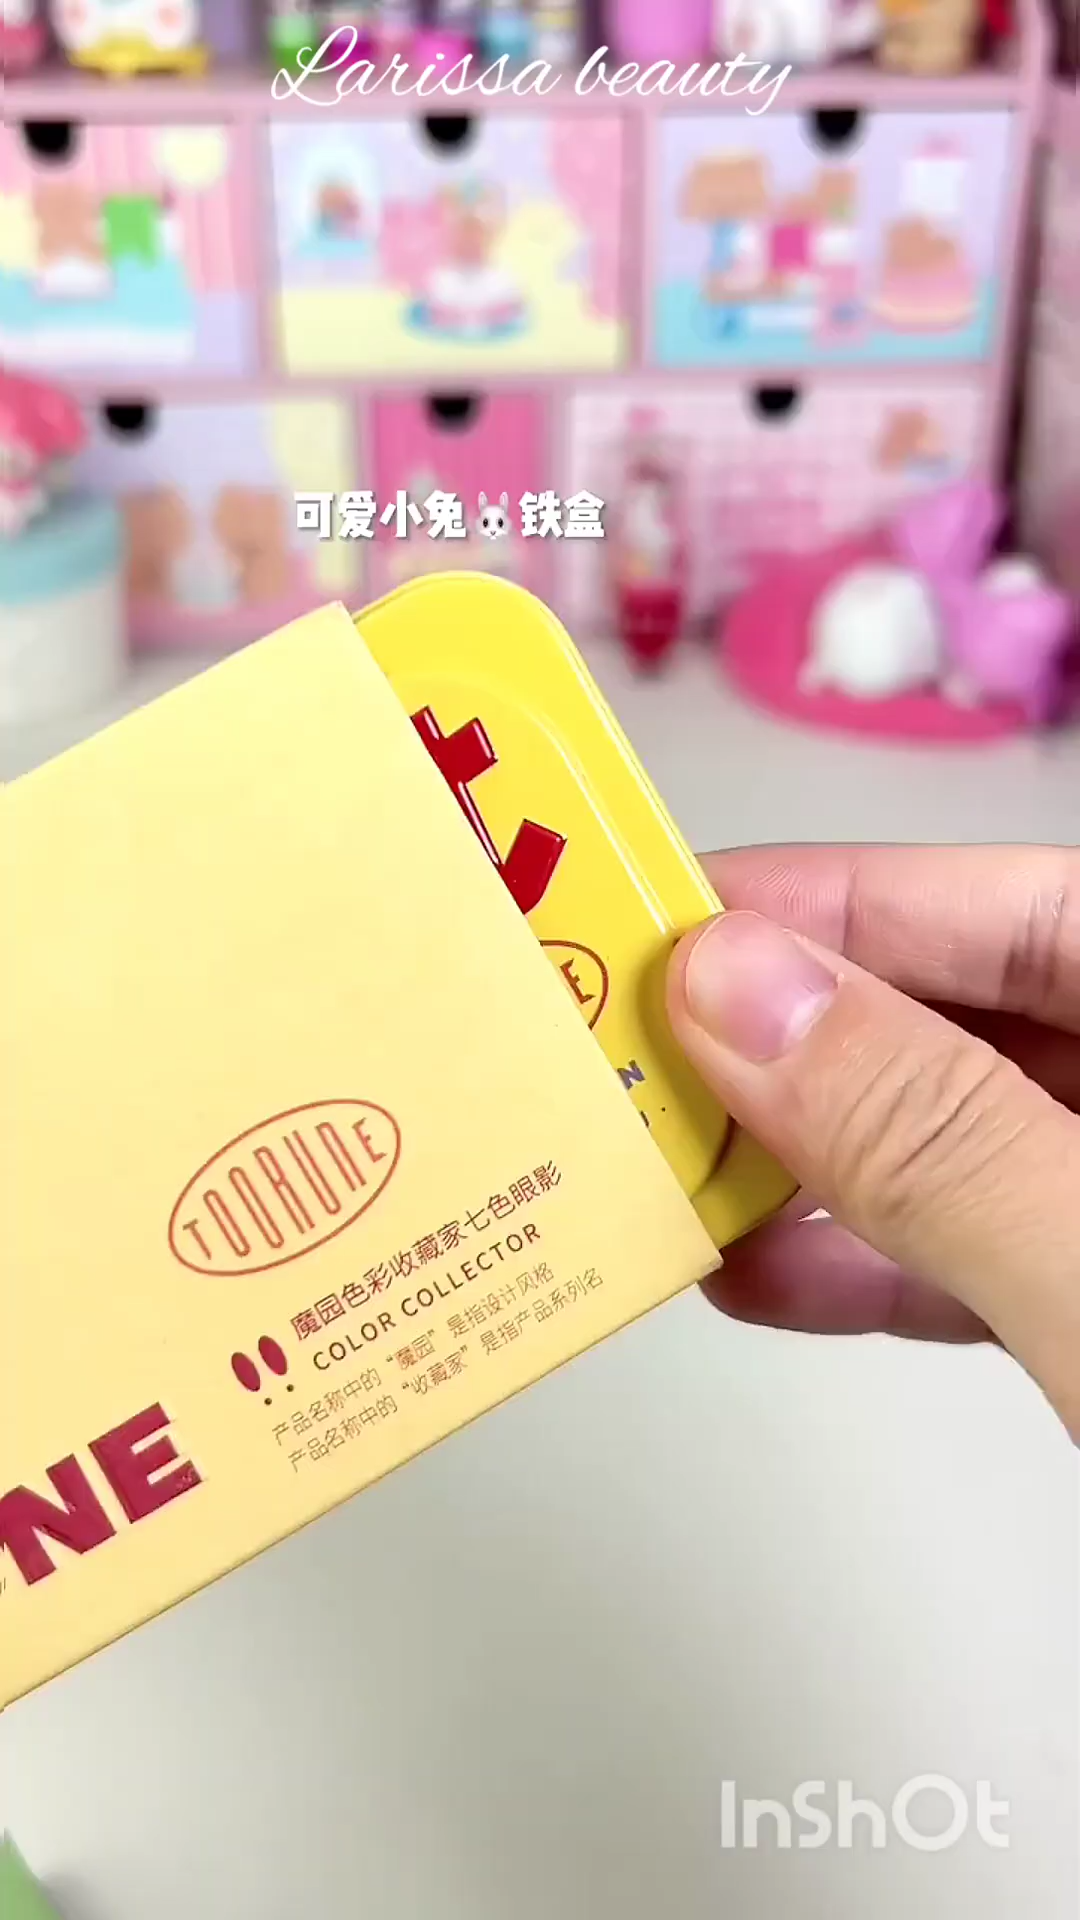 Larissa beauty
可爱小兔🐰铁盒
E
N
TOORUNE
魔园色彩收藏家七色眼影
COLOR COLLECTOR
产品名称中的“魔园”是指设计风格
产品名称中的“收藏家”是指产品系列名
NE
InShOt